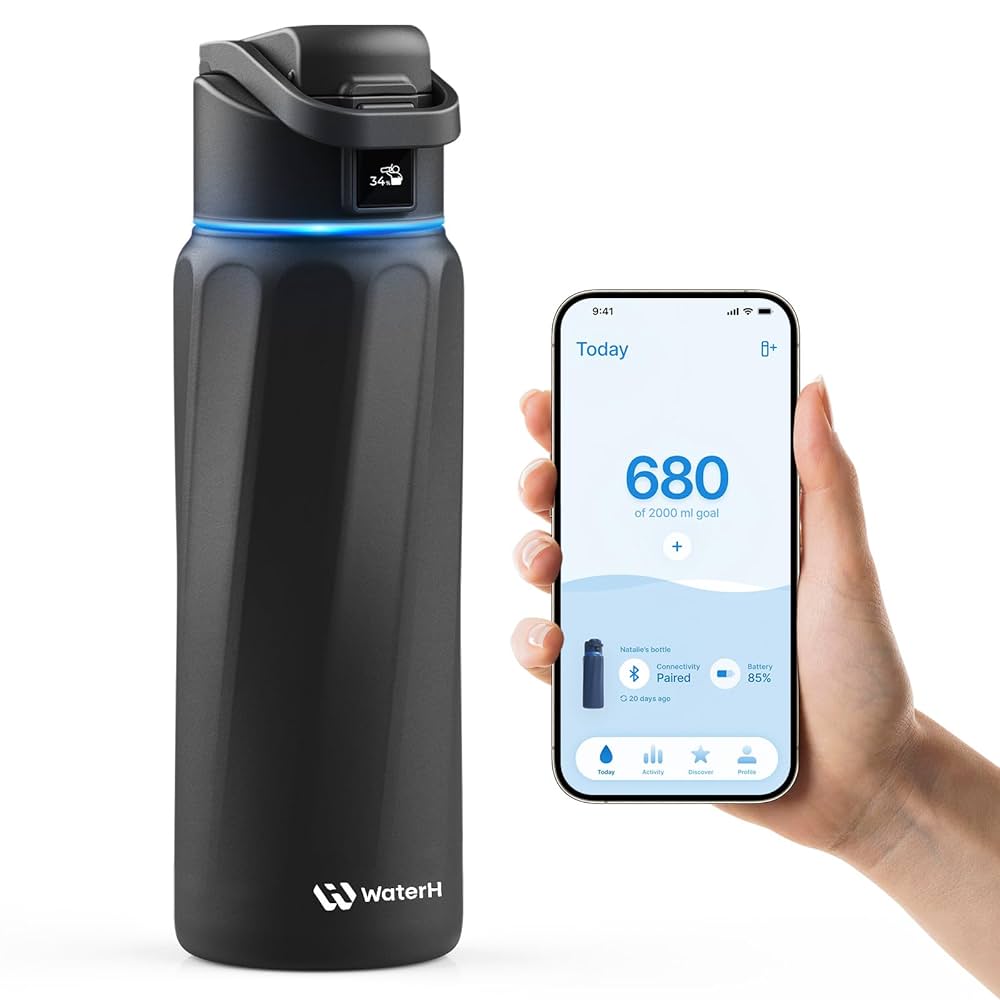 34%
WaterH
9:41
Today
680
of 2000 ml goal
+
Natalie's bottle
Connectivity
Paired
Battery
85%
20 days ago
Today
Activity
Discover
Profile